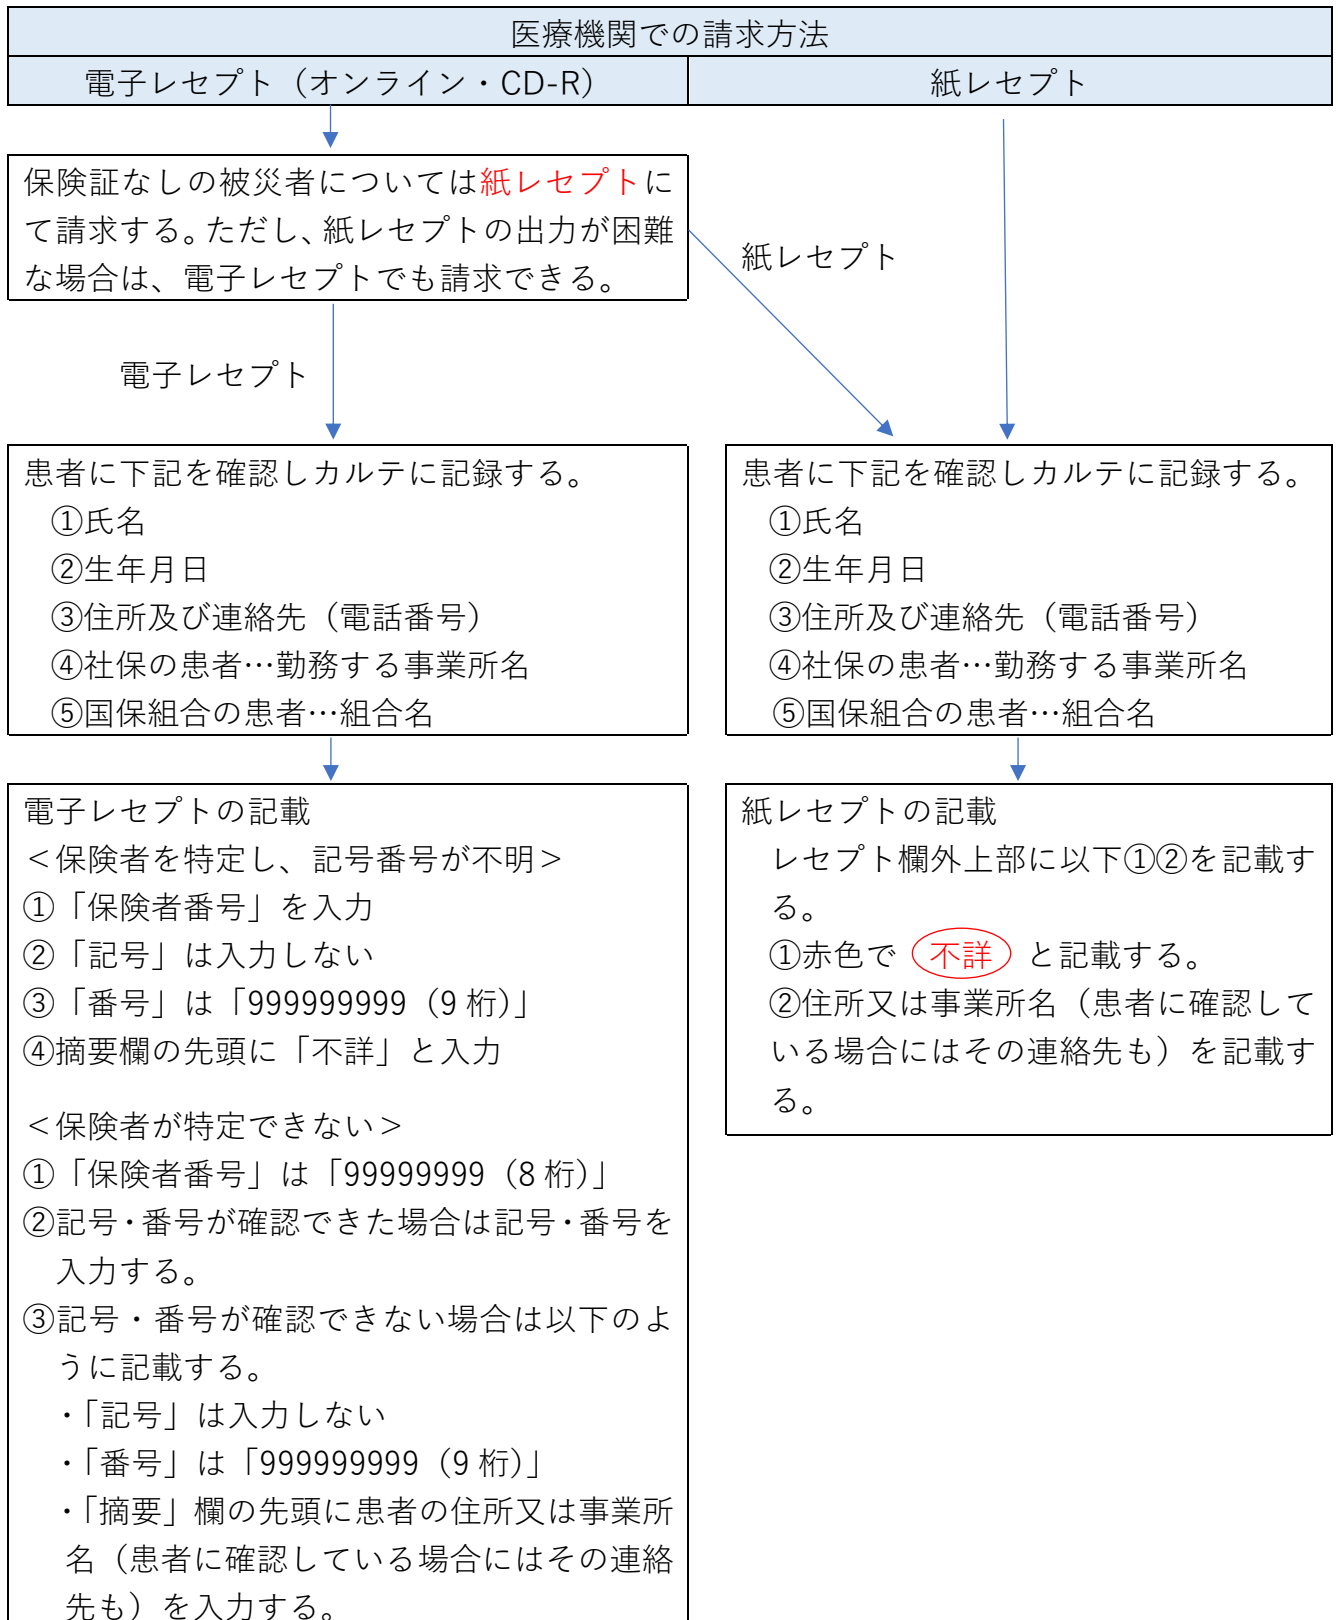 医療機関での請求方法
電子レセプト（オンライン・CD-R）
紙レセプト
保険証なしの被災者については紙レセプトに
て請求する。ただし、紙レセプトの出力が困難
な場合は、電子レセプトでも請求できる。
紙レセプト
電子レセプト
患者に下記を確認しカルテに記録する。
①氏名
②生年月日
③住所及び連絡先（電話番号）
④社保の患者…勤務する事業所名
⑤国保組合の患者…組合名
患者に下記を確認しカルテに記録する。
①氏名
②生年月日
③住所及び連絡先（電話番号）
④社保の患者…勤務する事業所名
⑤国保組合の患者…組合名
電子レセプトの記載
＜保険者を特定し、記号番号が不明＞
①「保険者番号」を入力
②「記号」は入力しない
③「番号」は「999999999（9桁）」
④摘要欄の先頭に「不詳」と入力
＜保険者が特定できない＞
①「保険者番号」は「99999999（8桁）」
②記号・番号が確認できた場合は記号・番号を
入力する。
③記号・番号が確認できない場合は以下のよ
うに記載する。
・「記号」は入力しない
・「番号」は「999999999（9桁）」
・「摘要」欄の先頭に患者の住所又は事業所
名（患者に確認している場合にはその連絡
先も）を入力する。
紙レセプトの記載
レセプト欄外上部に以下①②を記載す
る。
①赤色で 不詳 と記載する。
②住所又は事業所名（患者に確認して
いる場合にはその連絡先も）を記載す
る。